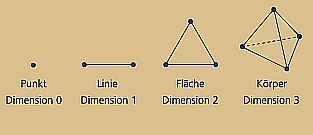 Punkt Linie Fläche Körper
Dimension 0 Dimension 1 Dimension 2 Dimension 3